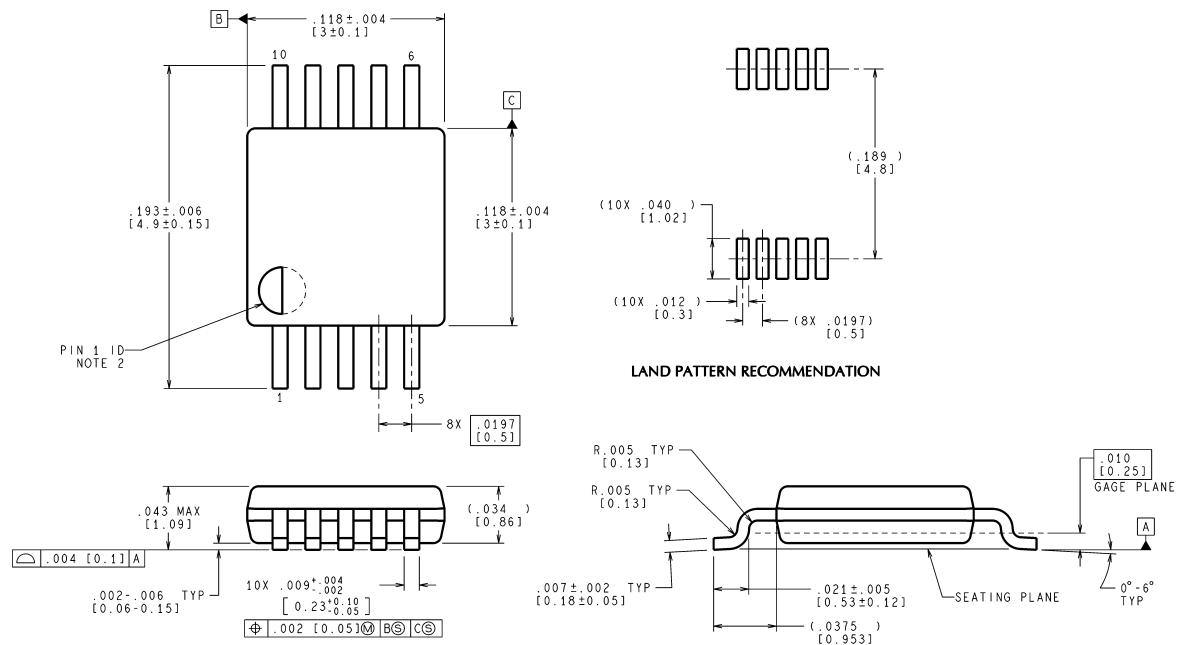 B
.118±.004
[3±0.1]
10
6
C
.193±.006
[4.9±0.15]
.118±.004
[3±0.1]
PIN 1 ID
NOTE 2
1
5
8X .0197
[0.5]
(.189 )
[4.8]
(10X .040 )
[1.02]
(10X .012 )
[0.3]
(8X .0197)
[0.5]
LAND PATTERN RECOMMENDATION
.043 MAX
[1.09]
(.034 )
[0.86]
⌓ .004 [0.1] A
.002-.006 TYP
[0.06-0.15]
10X .009+.004
-.002
[0.23+0.10
-0.05]
⌖ .002 [0.05]Ⓜ BⓈ CⓈ
R.005 TYP
[0.13]
R.005 TYP
[0.13]
.010
[0.25]
GAGE PLANE
A
.007±.002 TYP
[0.18±0.05]
.021±.005
[0.53±0.12]
SEATING PLANE
0°-6°
TYP
(.0375 )
[0.953]